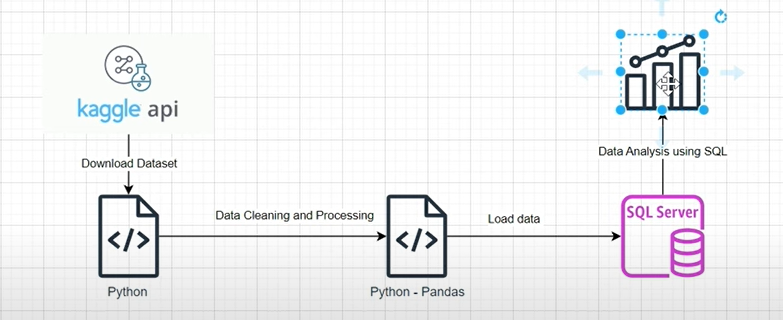 kaggle api
Download Dataset
Data Analysis using SQL
SQL Server
Data Cleaning and Processing
Load data
</>
</>
Python
Python - Pandas